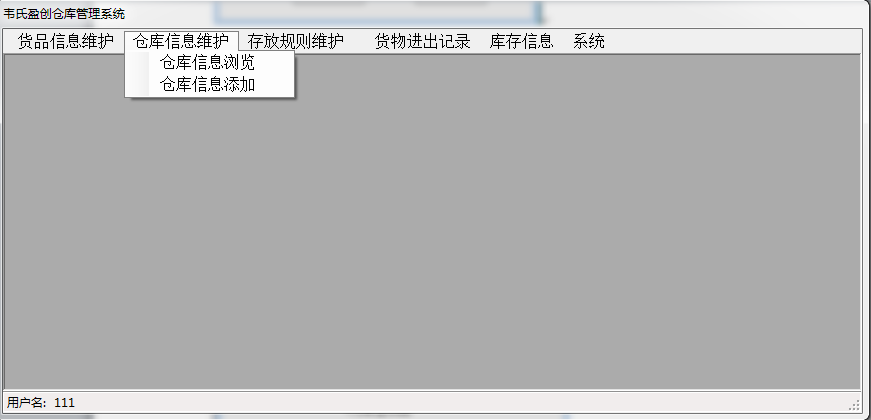 韦氏盈创仓库管理系统
货品信息维护 仓库信息维护 存放规则维护 货物进出记录 库存信息 系统
仓库信息浏览
仓库信息添加
用户名: 111